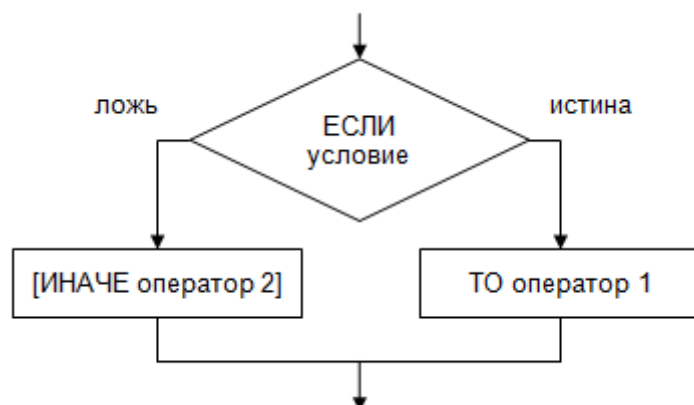 ложь
истина
ЕСЛИ
условие
[ИНАЧЕ оператор 2]
ТО оператор 1